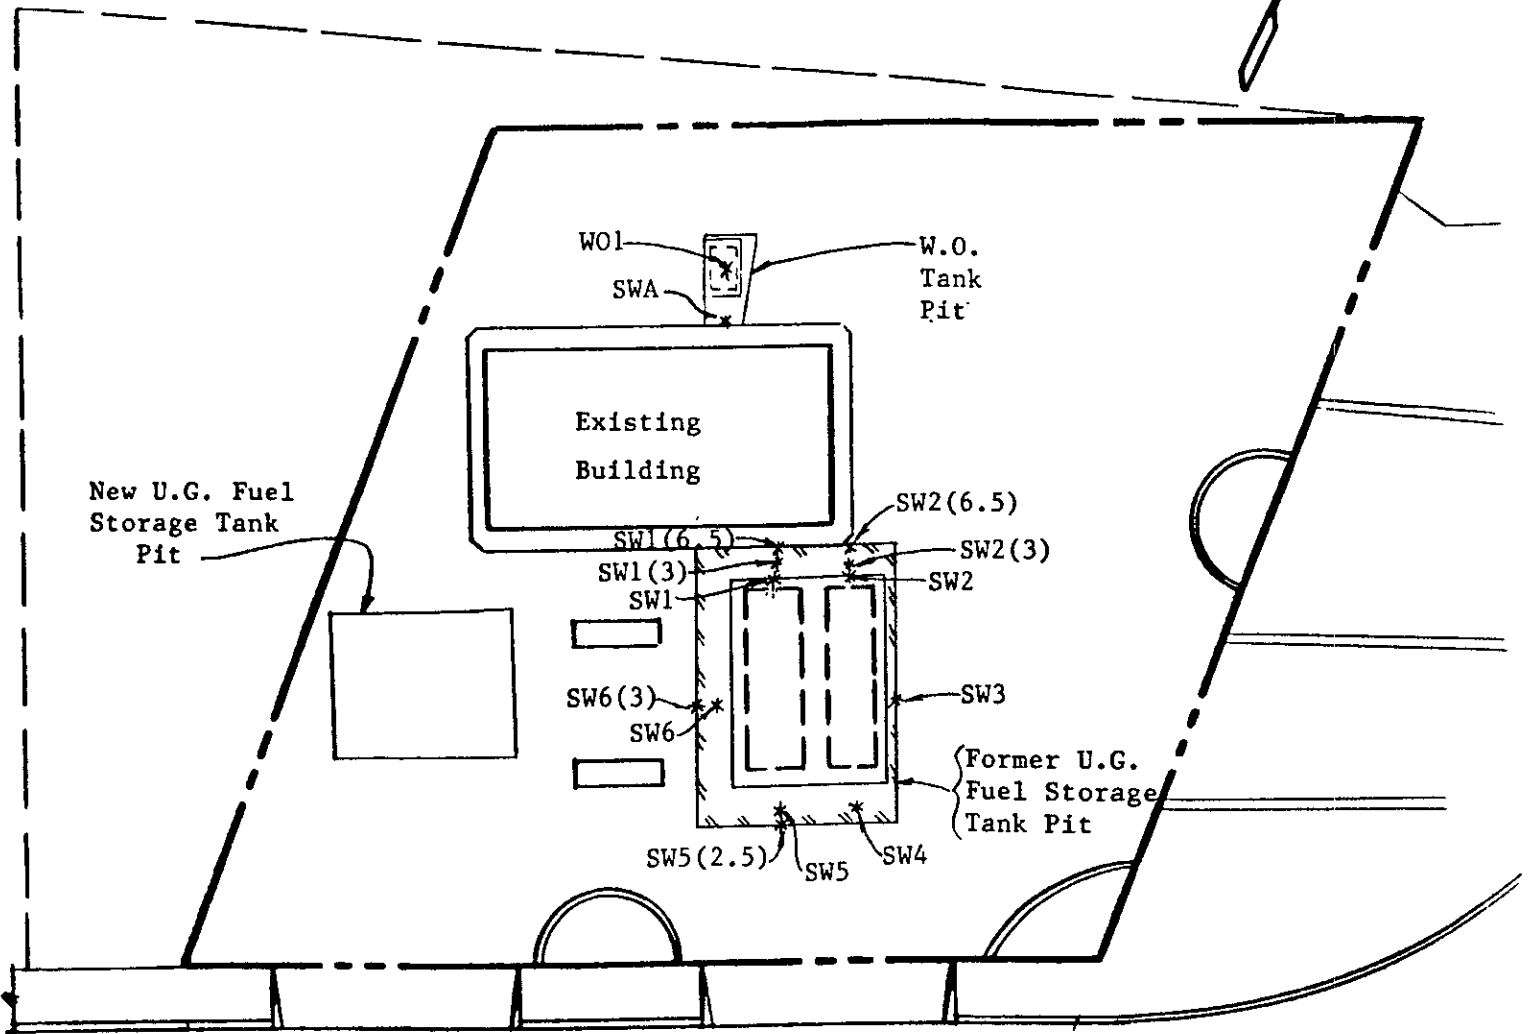 WO1
W.O.
Tank
Pit
SWA
Existing
Building
New U.G. Fuel
Storage Tank
Pit
SW2(6.5)
SW1(6.5)
SW2(3)
SW1(3)
SW2
SW1
SW6(3)
SW3
SW6
Former U.G.
Fuel Storage
Tank Pit
SW5(2.5)
SW4
SW5